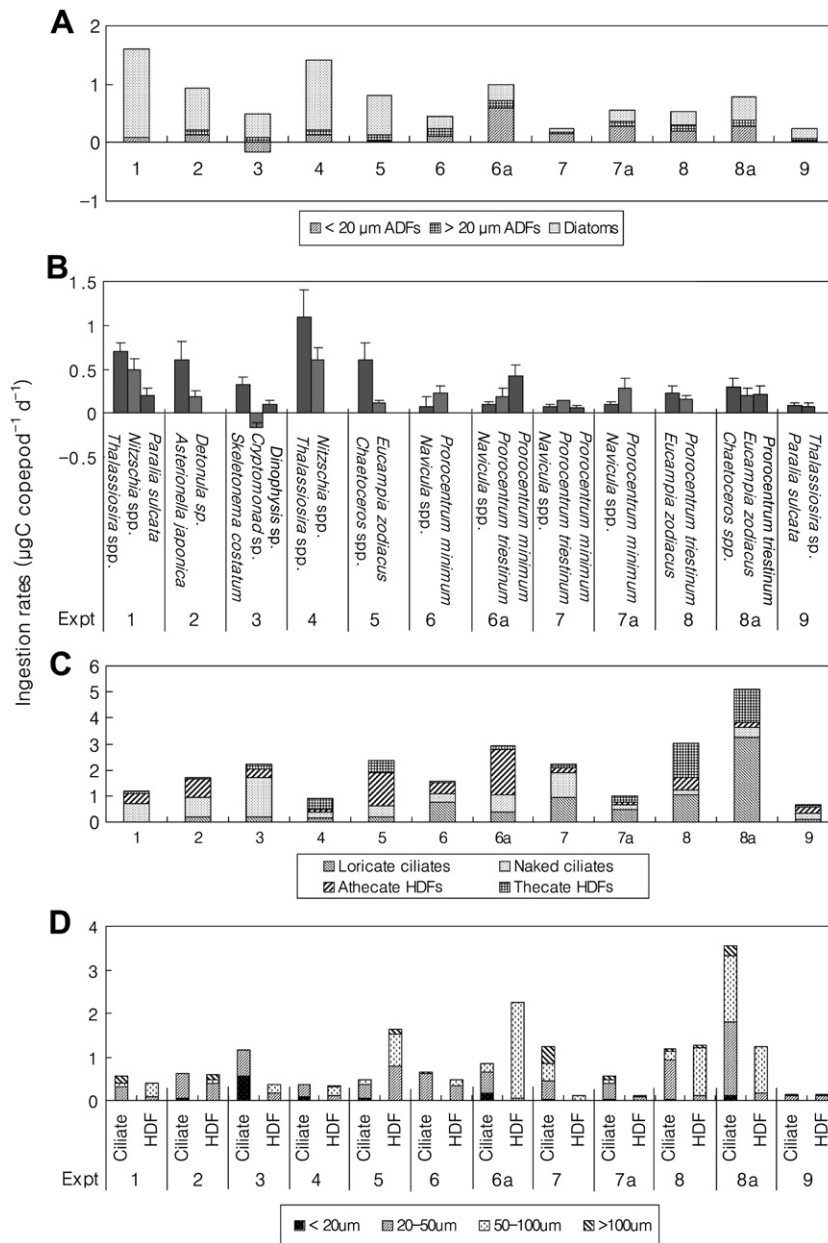 A
2
1
0
−1
1 2 3 4 5 6 6a 7 7a 8 8a 9
< 20 µm ADFs > 20 µm ADFs Diatoms
Ingestion rates (µgC copepod⁻¹ d⁻¹)
B
1.5
1
0.5
0
−0.5
Thalassiosira spp.
Nitzschia spp.
Paralia sulcata
Asterionella japonica
Detonula sp.
Skeletonema costatum
Cryptomonad sp.
Dinophysis sp.
Thalassiosira spp.
Nitzschia spp.
Chaetoceros spp.
Eucampia zodiacus
Navicula spp.
Prorocentrum minimum
Navicula spp.
Prorocentrum triestinum
Prorocentrum minimum
Navicula spp.
Prorocentrum triestinum
Prorocentrum minimum
Navicula spp.
Prorocentrum minimum
Eucampia zodiacus
Prorocentrum triestinum
Chaetoceros spp.
Eucampia zodiacus
Prorocentrum triestinum
Paralia sulcata
Thalassiosira sp.
Expt 1 2 3 4 5 6 6a 7 7a 8 8a 9
C
6
5
4
3
2
1
0
1 2 3 4 5 6 6a 7 7a 8 8a 9
Loricate ciliates Naked ciliates
Athecate HDFs Thecate HDFs
D
4
3
2
1
0
Ciliate HDF Ciliate HDF Ciliate HDF Ciliate HDF Ciliate HDF Ciliate HDF Ciliate HDF Ciliate HDF Ciliate HDF Ciliate HDF Ciliate HDF Ciliate HDF
Expt 1 2 3 4 5 6 6a 7 7a 8 8a 9
< 20um 20–50um 50–100um >100um